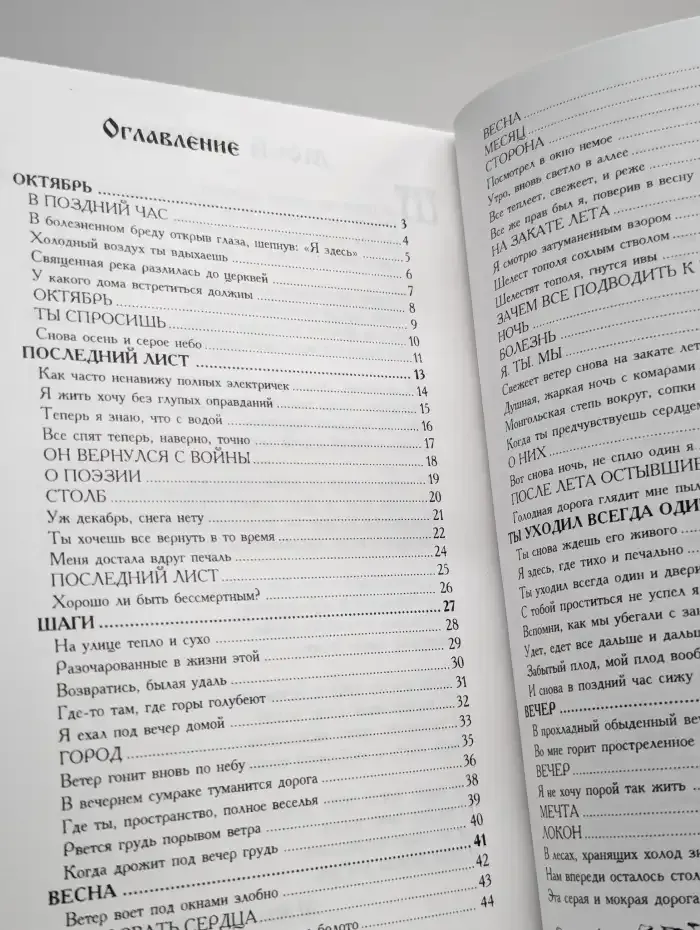 Оглавление
ОКТЯБРЬ ... 3
В ПОЗДНИЙ ЧАС ... 4
В болезненном бреду открыв глаза, шепнув: «Я здесь» ... 5
Холодный воздух ты вдыхаешь ... 6
Священная река разлилась до церквей ... 7
У какого дома встретиться должны ... 8
ОКТЯБРЬ ... 9
ТЫ СПРОСИШЬ ... 10
Снова осень и серое небо ... 11
ПОСЛЕДНИЙ ЛИСТ ... 13
Как часто ненавижу полных электричек ... 14
Я жить хочу без глупых оправданий ... 15
Теперь я знаю, что с водой ... 16
Все спят теперь, наверно, точно ... 17
ОН ВЕРНУЛСЯ С ВОЙНЫ ... 18
О ПОЭЗИИ ... 19
СТОЛБ ... 20
Уж декабрь, снега нету ... 21
Ты хочешь все вернуть в то время ... 22
Меня достала вдруг печаль ... 24
ПОСЛЕДНИЙ ЛИСТ ... 25
Хорошо ли быть бессмертным? ... 26
ШАГИ ... 27
На улице тепло и сухо ... 28
Разочарованные в жизни этой ... 29
Возвратись, былая удаль ... 30
Где-то там, где горы голубеют ... 31
Я ехал под вечер домой ... 32
ГОРОД ... 33
Ветер гонит вновь по небу ... 35
В вечернем сумраке туманится дорога ... 36
Где ты, пространство, полное веселья ... 38
Рвется грудь порывом ветра ... 39
Когда дрожит под вечер грудь ... 40
ВЕСНА ... 41
Ветер воет под окнами злобно ... 42
СЕРДЦА ... 43
болото ... 44
ВЕСНА ...
МЕСЯЦ ...
СТОРОНА ...
Посмотрел в окно немое ...
Утро, вновь светло в аллее ...
Все теплеет, свежеет, и реже ...
Все же прав был я, поверив в весну
НА ЗАКАТЕ ЛЕТА ...
Я смотрю затуманенным взором ...
Шелест тополя сохлым стволом ...
Шелестят тополя, гнутся ивы ...
ЗАЧЕМ ВСЕ ПОДВОДИТЬ К
НОЧЬ ...
БОЛЕЗНЬ ...
Я. ТЫ. МЫ ...
Свежеет ветер снова на закате
Душная, жаркая ночь с комарами
Монгольская степь вокруг, сопки
Когда ты предчувствуешь сердцем
О НИХ ...
Вот снова ночь, не сплю один я
ПОСЛЕ ЛЕТА ОСТЫВШИЕ
Голодная дорога глядит мне
ТЫ УХОДИЛ ВСЕГДА ОДИН
Ты снова ждешь его живого ...
Я здесь, где тихо и печально ...
Ты уходил всегда один и
С тобой проститься не успел я
Вспомни, как мы убегали с
Удет, едет все дальше и
Забытый плод, мой плод
И снова в поздний час сижу
ВЕЧЕР ...
В прохладный обыденный
Во мне горит простреленное
ВЕЧЕР ...
Я не хочу порой так жить ...
МЕЧТА ...
ЛОКОН ...
В лесах, хранящих холод
Нам впереди осталось
Эта серая и мокрая дорога